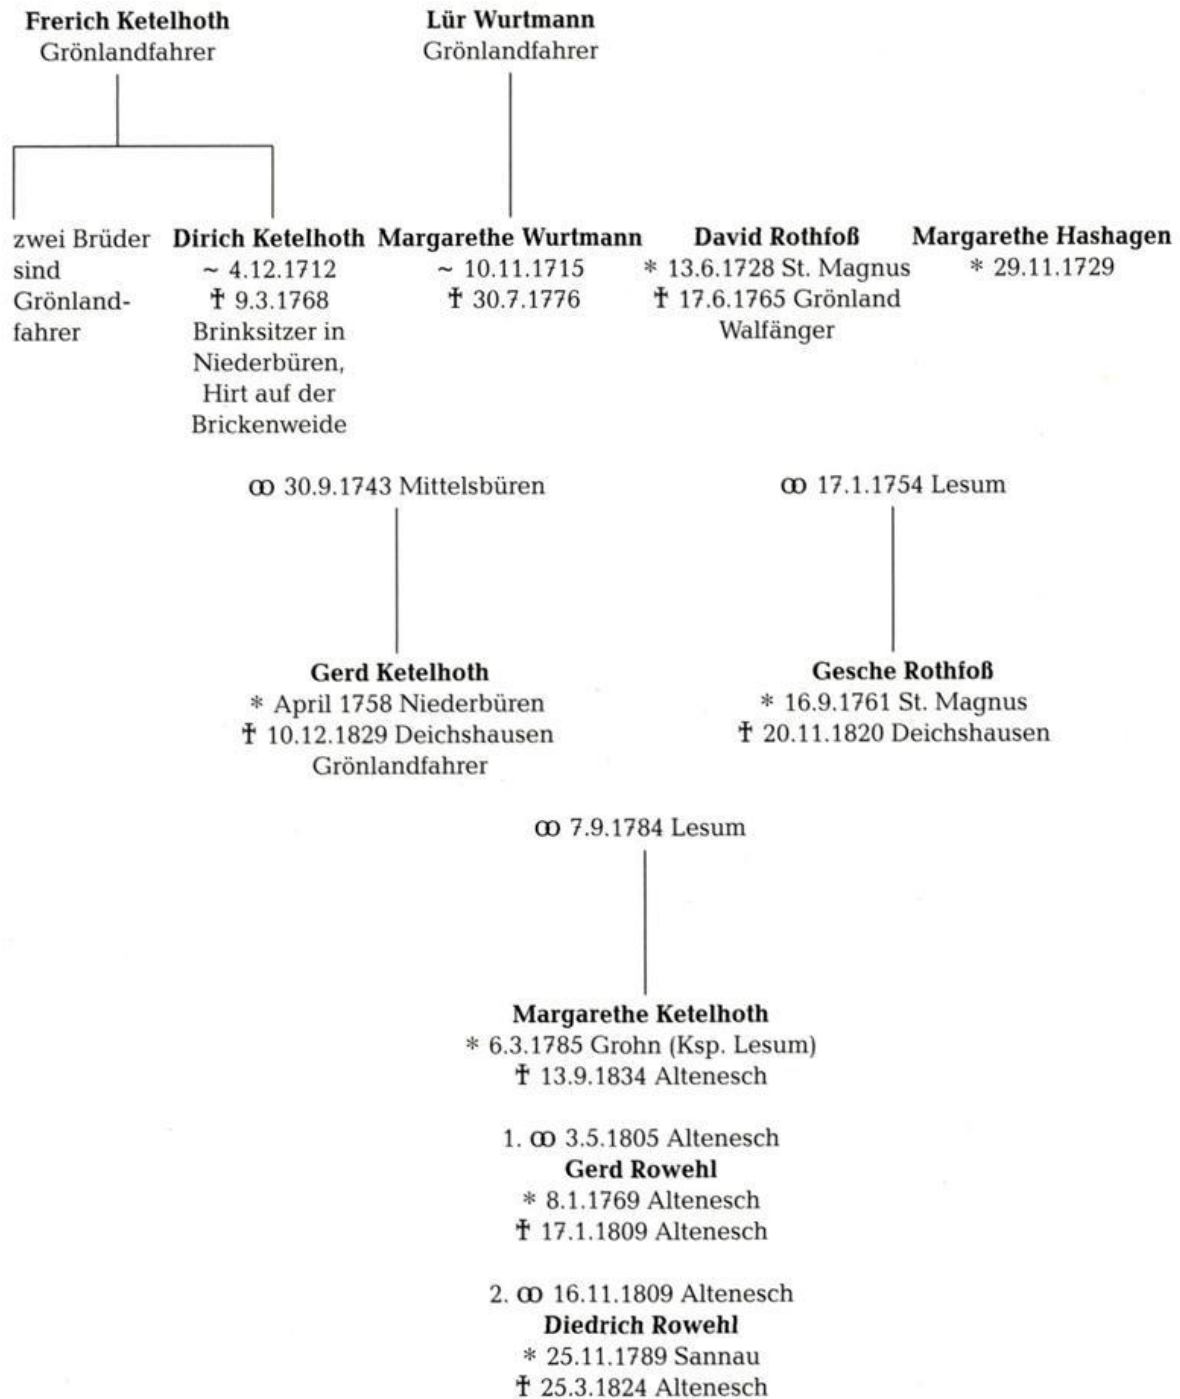 Frerich Ketelhoth
Grönlandfahrer
Lür Wurtmann
Grönlandfahrer
zwei Brüder
sind
Grönland-
fahrer
Dirich Ketelhoth
~ 4.12.1712
✝ 9.3.1768
Brinksitzer in
Niederbüren,
Hirt auf der
Brickenweide
Margarethe Wurtmann
~ 10.11.1715
✝ 30.7.1776
David Rothfoß
* 13.6.1728 St. Magnus
✝ 17.6.1765 Grönland
Walfänger
Margarethe Hashagen
* 29.11.1729
⚭ 30.9.1743 Mittelsbüren
⚭ 17.1.1754 Lesum
Gerd Ketelhoth
* April 1758 Niederbüren
✝ 10.12.1829 Deichshausen
Grönlandfahrer
Gesche Rothfoß
* 16.9.1761 St. Magnus
✝ 20.11.1820 Deichshausen
⚭ 7.9.1784 Lesum
Margarethe Ketelhoth
* 6.3.1785 Grohn (Ksp. Lesum)
✝ 13.9.1834 Altenesch
1. ⚭ 3.5.1805 Altenesch
Gerd Rowehl
* 8.1.1769 Altenesch
✝ 17.1.1809 Altenesch
2. ⚭ 16.11.1809 Altenesch
Diedrich Rowehl
* 25.11.1789 Sannau
✝ 25.3.1824 Altenesch